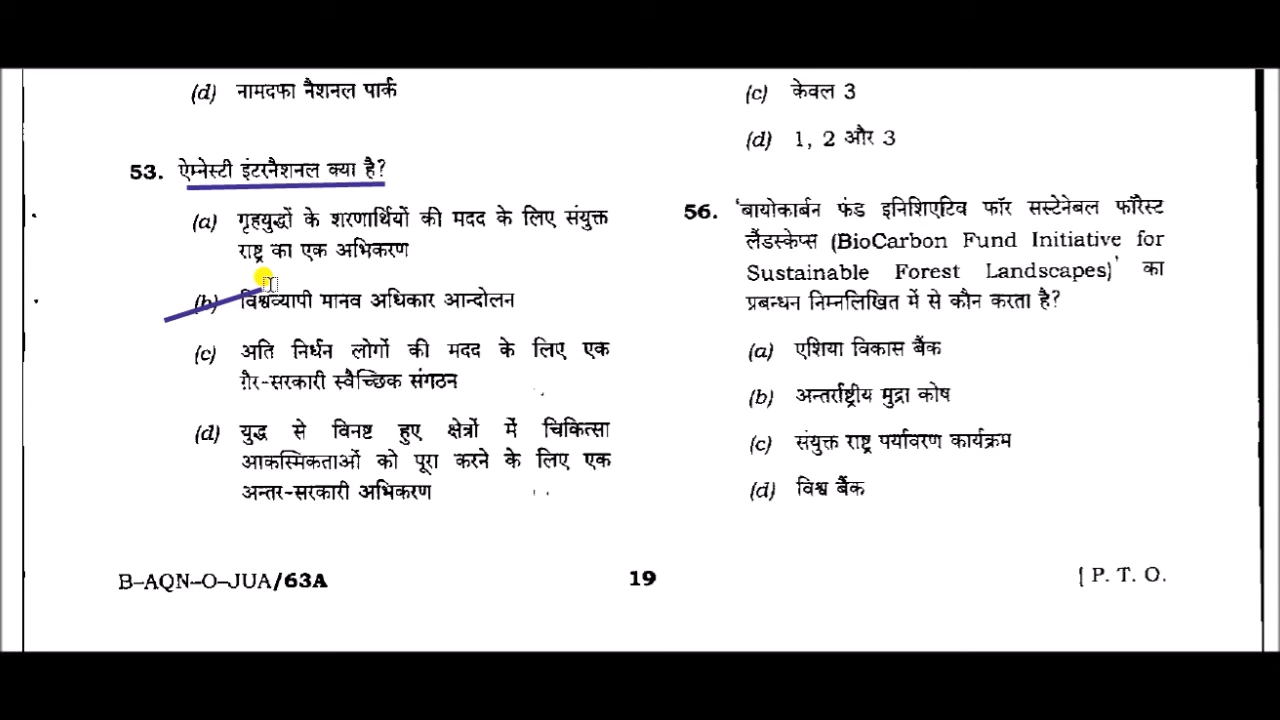 (d) नामदफा नैशनल पार्क
53. ऐम्नेस्टी इंटरनैशनल क्या है?
(a) गृहयुद्धों के शरणार्थियों की मदद के लिए संयुक्त
राष्ट्र का एक अभिकरण
(b) विश्वव्यापी मानव अधिकार आन्दोलन
(c) अति निर्धन लोगों की मदद के लिए एक
ग़ैर-सरकारी स्वैच्छिक संगठन
(d) युद्ध से विनष्ट हुए क्षेत्रों में चिकित्सा
आकस्मिकताओं को पूरा करने के लिए एक
अन्तर-सरकारी अभिकरण
(c) केवल 3
(d) 1, 2 और 3
56. 'बायोकार्बन फंड इनिशिएटिव फॉर सस्टेनेबल फॉरेस्ट
लैंडस्केप्स (BioCarbon Fund Initiative for
Sustainable Forest Landscapes)' का
प्रबन्धन निम्नलिखित में से कौन करता है?
(a) एशिया विकास बैंक
(b) अन्तर्राष्ट्रीय मुद्रा कोष
(c) संयुक्त राष्ट्र पर्यावरण कार्यक्रम
(d) विश्व बैंक
B–AQN–O–JUA/63A
19
[ P. T. O.